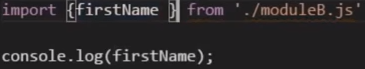 import {firstName } from './moduleB.js'
console.log(firstName);